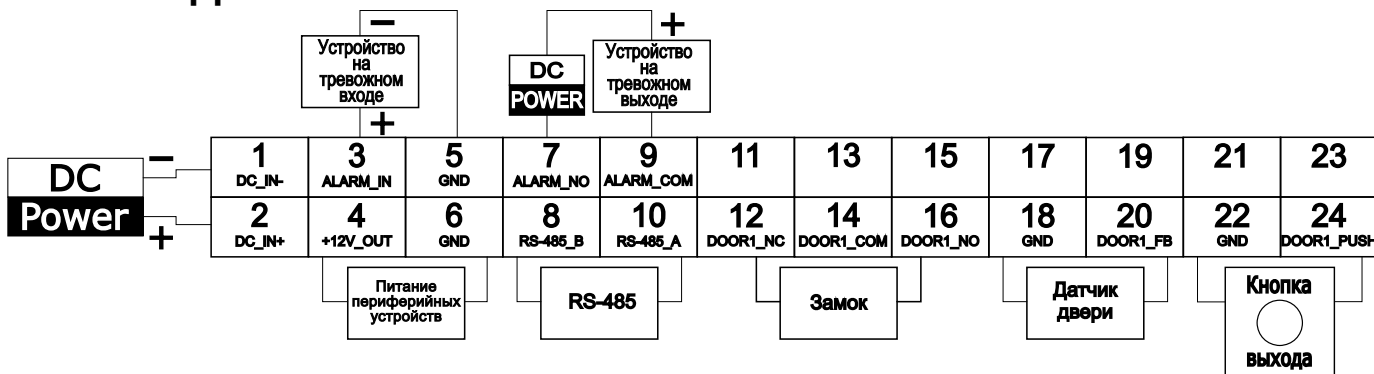 Устройство
на
тревожном
входе
–
+
DC
POWER
Устройство
на
тревожном
выходе
+
DC
Power
–
+
1 3 5 7 9 11 13 15 17 19 21 23
DC_IN- ALARM_IN GND ALARM_NO ALARM_COM
2 4 6 8 10 12 14 16 18 20 22 24
DC_IN+ +12V_OUT GND RS-485_B RS-485_A DOOR1_NC DOOR1_COM DOOR1_NO GND DOOR1_FB GND DOOR1_PUSH
Питание
периферийных
устройств
RS-485
Замок
Датчик
двери
Кнопка
выхода